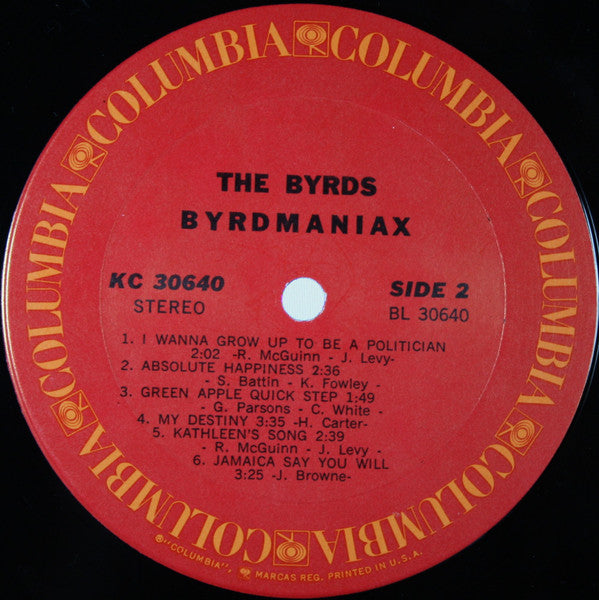 COLUMBIA COLUMBIA COLUMBIA COLUMBIA COLUMBIA COLUMBIA COLUMBIA COLUMBIA
THE BYRDS
BYRDMANIAX
KC 30640 SIDE 2
STEREO BL 30640
1. I WANNA GROW UP TO BE A POLITICIAN
2:02 -R. McGuinn - J. Levy-
2. ABSOLUTE HAPPINESS 2:36
- S. Battin - K. Fowley -
3. GREEN APPLE QUICK STEP 1:49
- G. Parsons - C. White -
4. MY DESTINY 3:35 -H. Carter-
5. KATHLEEN'S SONG 2:39
- R. McGuinn - J. Levy -
6. JAMAICA SAY YOU WILL
3:25 -J. Browne-
®"COLUMBIA", MARCAS REG. PRINTED IN U.S.A.